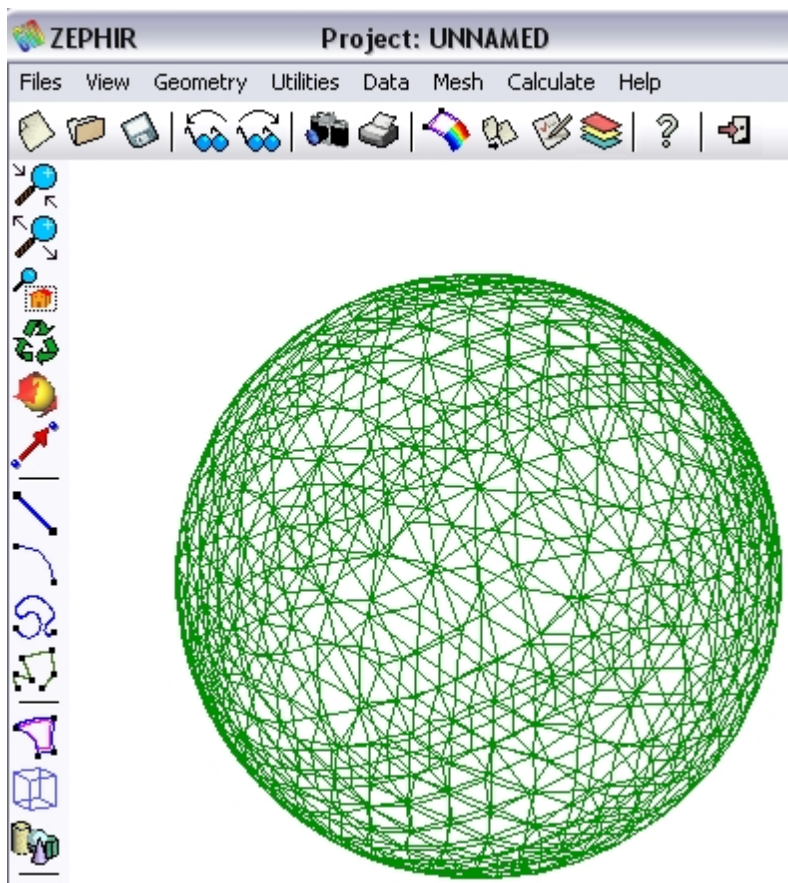 ZEPHIR Project: UNNAMED
Files View Geometry Utilities Data Mesh Calculate Help